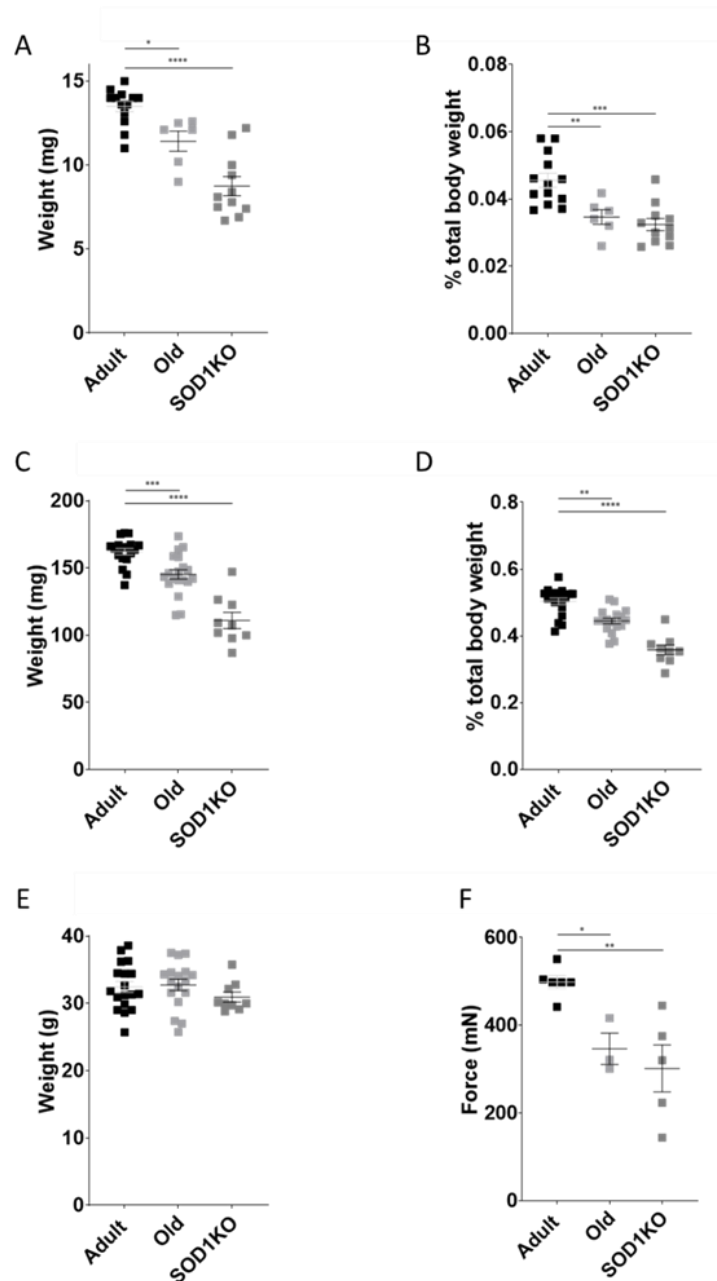 A
*
****
Weight (mg)
15
10
5
0
Adult
Old
SOD1KO
B
***
**
% total body weight
0.08
0.06
0.04
0.02
0.00
Adult
Old
SOD1KO
C
***
****
Weight (mg)
200
150
100
50
0
Adult
Old
SOD1KO
D
**
****
% total body weight
0.8
0.6
0.4
0.2
0.0
Adult
Old
SOD1KO
E
Weight (g)
40
30
20
10
0
Adult
Old
SOD1KO
F
*
**
Force (mN)
600
400
200
0
Adult
Old
SOD1KO